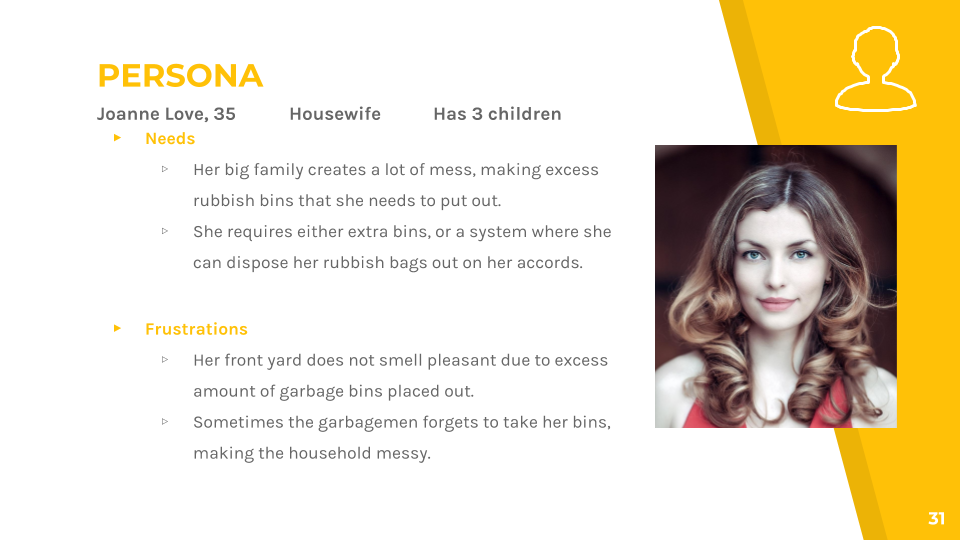 PERSONA
Joanne Love, 35 Housewife Has 3 children
Needs
Her big family creates a lot of mess, making excess
rubbish bins that she needs to put out.
She requires either extra bins, or a system where she
can dispose her rubbish bags out on her accords.
Frustrations
Her front yard does not smell pleasant due to excess
amount of garbage bins placed out.
Sometimes the garbagemen forgets to take her bins,
making the household messy.
31